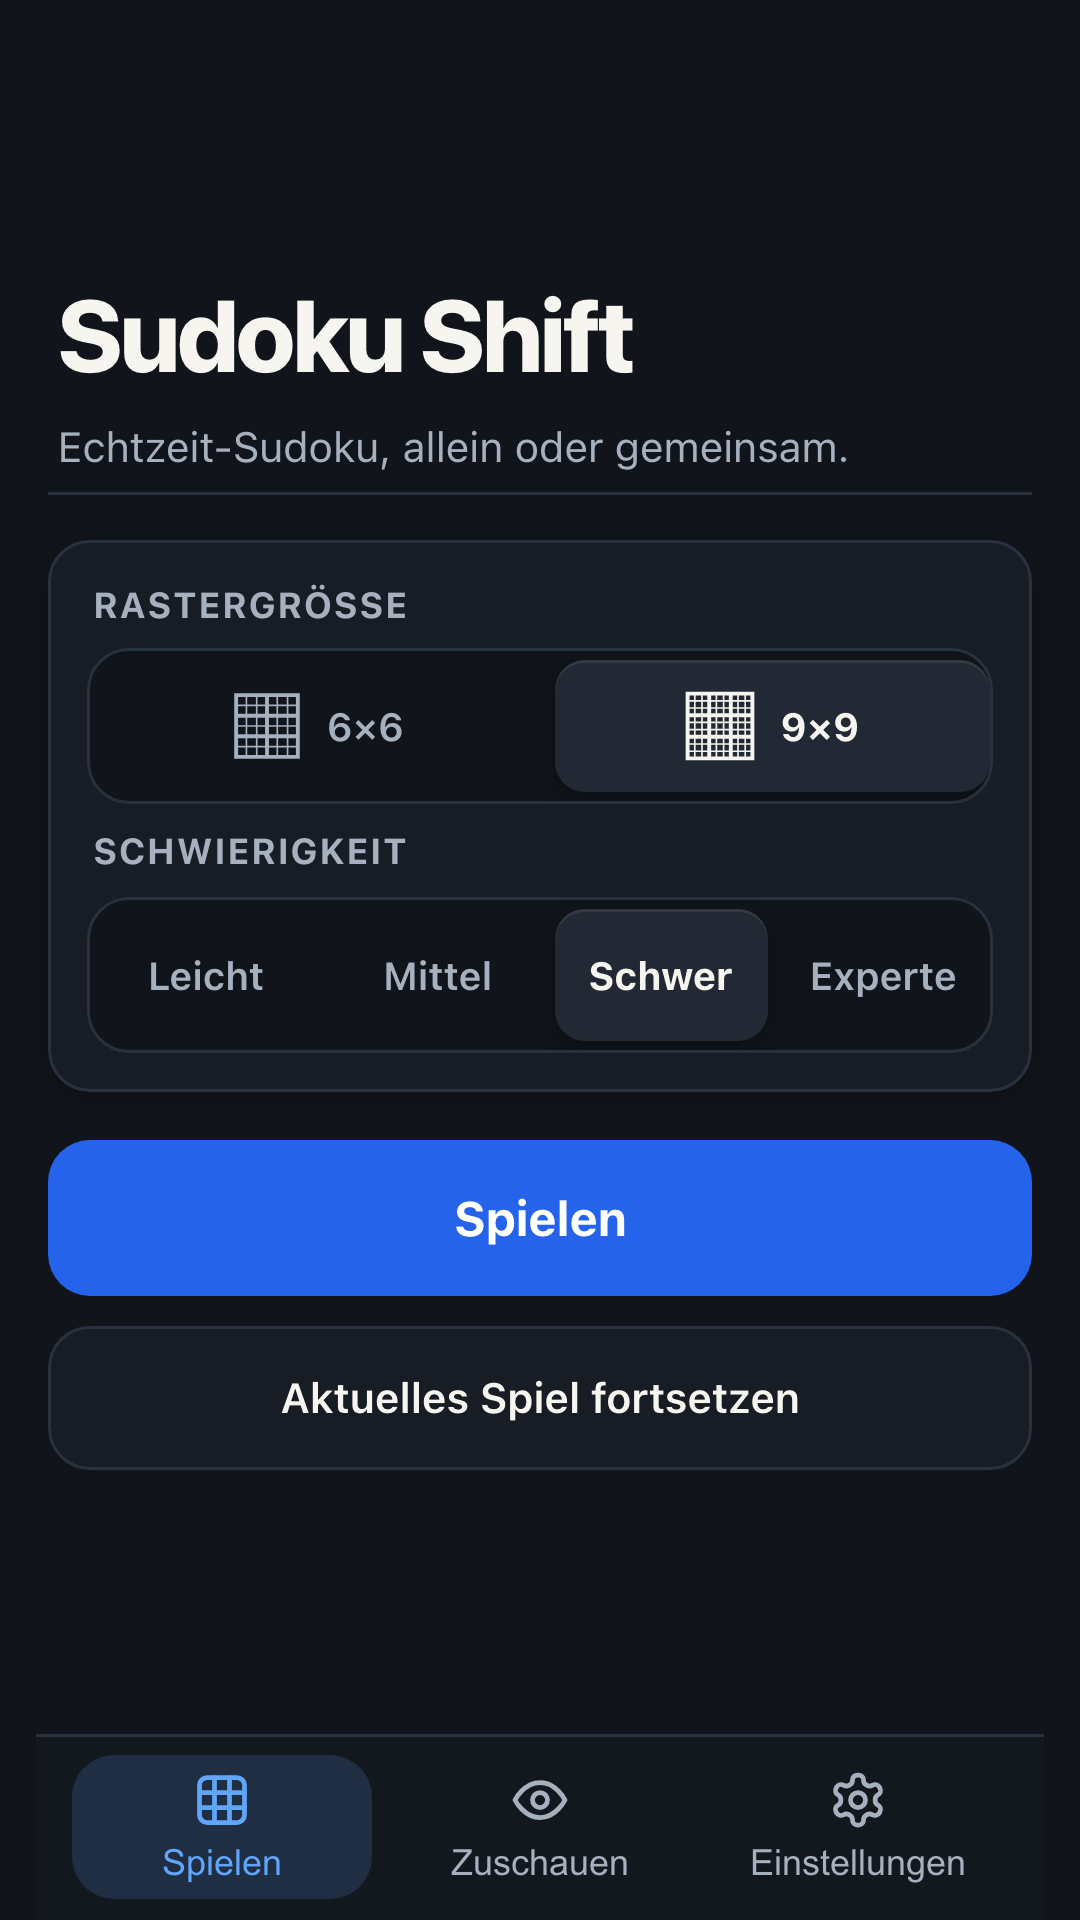 Sudoku Shift
Echtzeit-Sudoku, allein oder gemeinsam.
RASTERGRÖSSE
6×6 9×9
SCHWIERIGKEIT
Leicht Mittel Schwer Experte
Spielen
Aktuelles Spiel fortsetzen
Spielen Zuschauen Einstellungen